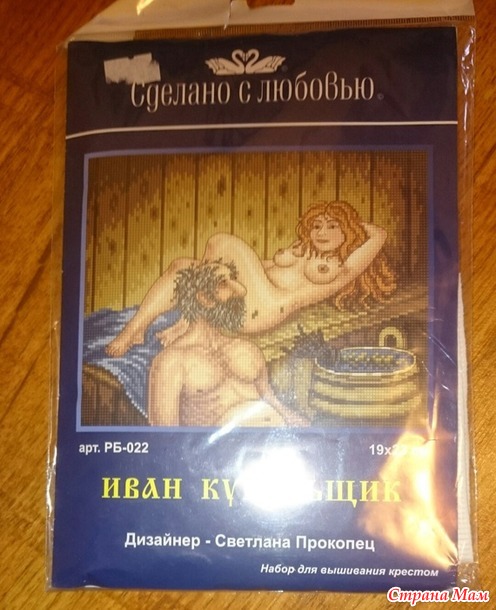 Сделано с любовью®
арт. РБ-022
ИВАН
Дизайнер - Светлана Прокопец
Набор для вышивания крестом
Страна Мам